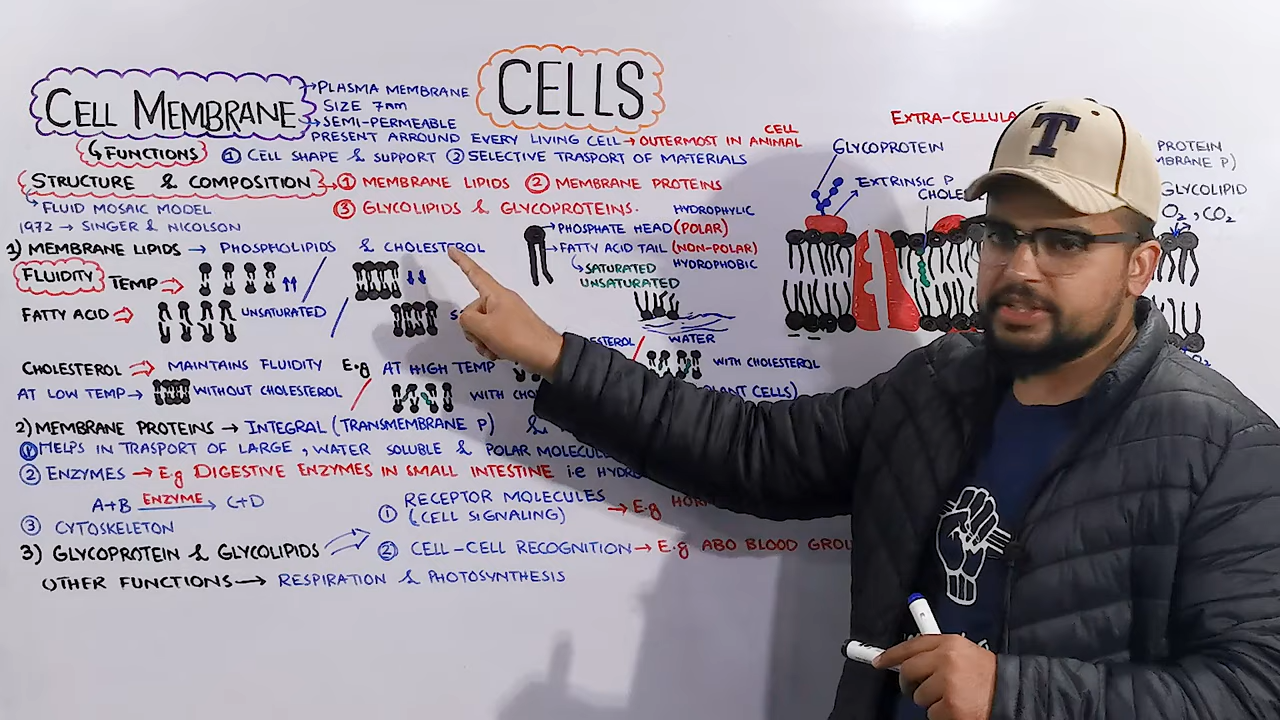 CELLS
CELL MEMBRANE → PLASMA MEMBRANE
SIZE 7nm
→ SEMI-PERMEABLE
PRESENT ARROUND EVERY LIVING CELL → OUTERMOST IN ANIMAL CELL
FUNCTIONS ① CELL SHAPE & SUPPORT ② SELECTIVE TRASPORT OF MATERIALS
STRUCTURE & COMPOSITION → ① MEMBRANE LIPIDS ② MEMBRANE PROTEINS
③ GLYCOLIPIDS & GLYCOPROTEINS.
FLUID MOSAIC MODEL
1972 → SINGER & NICOLSON
1) MEMBRANE LIPIDS → PHOSPHOLIPIDS & CHOLESTEROL
HYDROPHYLIC
PHOSPHATE HEAD (POLAR)
FATTY ACID TAIL (NON-POLAR)
HYDROPHOBIC
SATURATED
UNSATURATED
FLUIDITY TEMP ⇒ ↑↑ / ↓↓
FATTY ACID ⇒ UNSATURATED / S
WATER
CHOLESTEROL ⇒ MAINTAINS FLUIDITY E.g AT HIGH TEMP
WITH CHOLESTEROL
AT LOW TEMP → WITHOUT CHOLESTEROL / WITH
CELLS)
2) MEMBRANE PROTEINS → INTEGRAL (TRANSMEMBRANE P) &
① HELPS IN TRASPORT OF LARGE, WATER SOLUBLE & POLAR
② ENZYMES → E.g DIGESTIVE ENZYMES IN SMALL INTESTINE i.e
A+B ENZYME → C+D
③ CYTOSKELETON
3) GLYCOPROTEIN & GLYCOLIPIDS
① RECEPTOR MOLECULES (CELL SIGNALING) → E.g
② CELL-CELL RECOGNITION → E.g ABO BLOOD
OTHER FUNCTIONS → RESPIRATION & PHOTOSYNTHESIS
EXTRA-CELLULA
GLYCOPROTEIN
EXTRINSIC P
CHOLE
PROTEIN
P)
GLYCOLIPID
O₂, CO₂
T